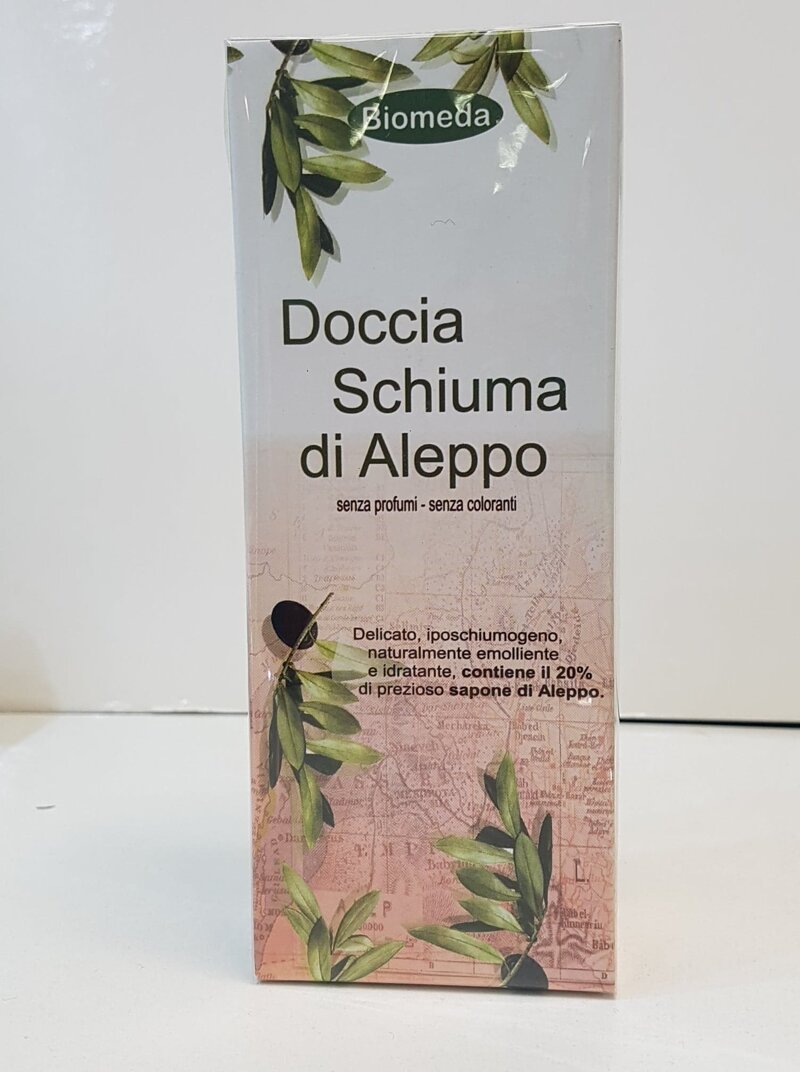 Biomeda
Doccia
Schiuma
di Aleppo
senza profumi - senza coloranti
Delicato, iposchiumogeno,
naturalmente emolliente
e idratante, contiene il 20%
di prezioso sapone di Aleppo.